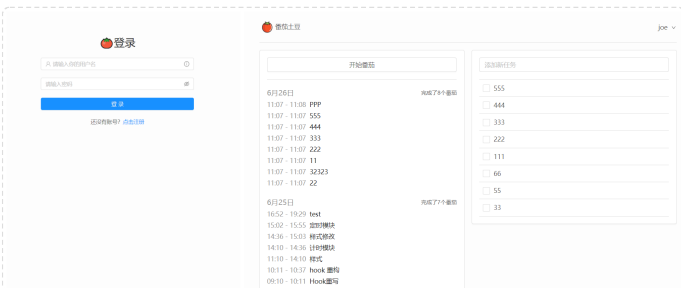 登录
请输入你的用户名
请输入密码
登 录
还没有账号？点击注册
番茄土豆
joe
开始番茄
6月26日 完成了8个番茄
11:07 - 11:08 PPP
11:07 - 11:07 555
11:07 - 11:07 444
11:07 - 11:07 333
11:07 - 11:07 222
11:07 - 11:07 11
11:07 - 11:07 32323
11:07 - 11:07 22
6月25日 完成了7个番茄
16:52 - 19:29 test
15:02 - 15:55 定时模块
14:36 - 15:03 样式修改
14:10 - 14:36 计时模块
11:10 - 14:10 样式
10:11 - 10:37 hook 重构
09:10 - 10:11 Hook重写
添加新任务
555
444
333
222
111
66
55
33